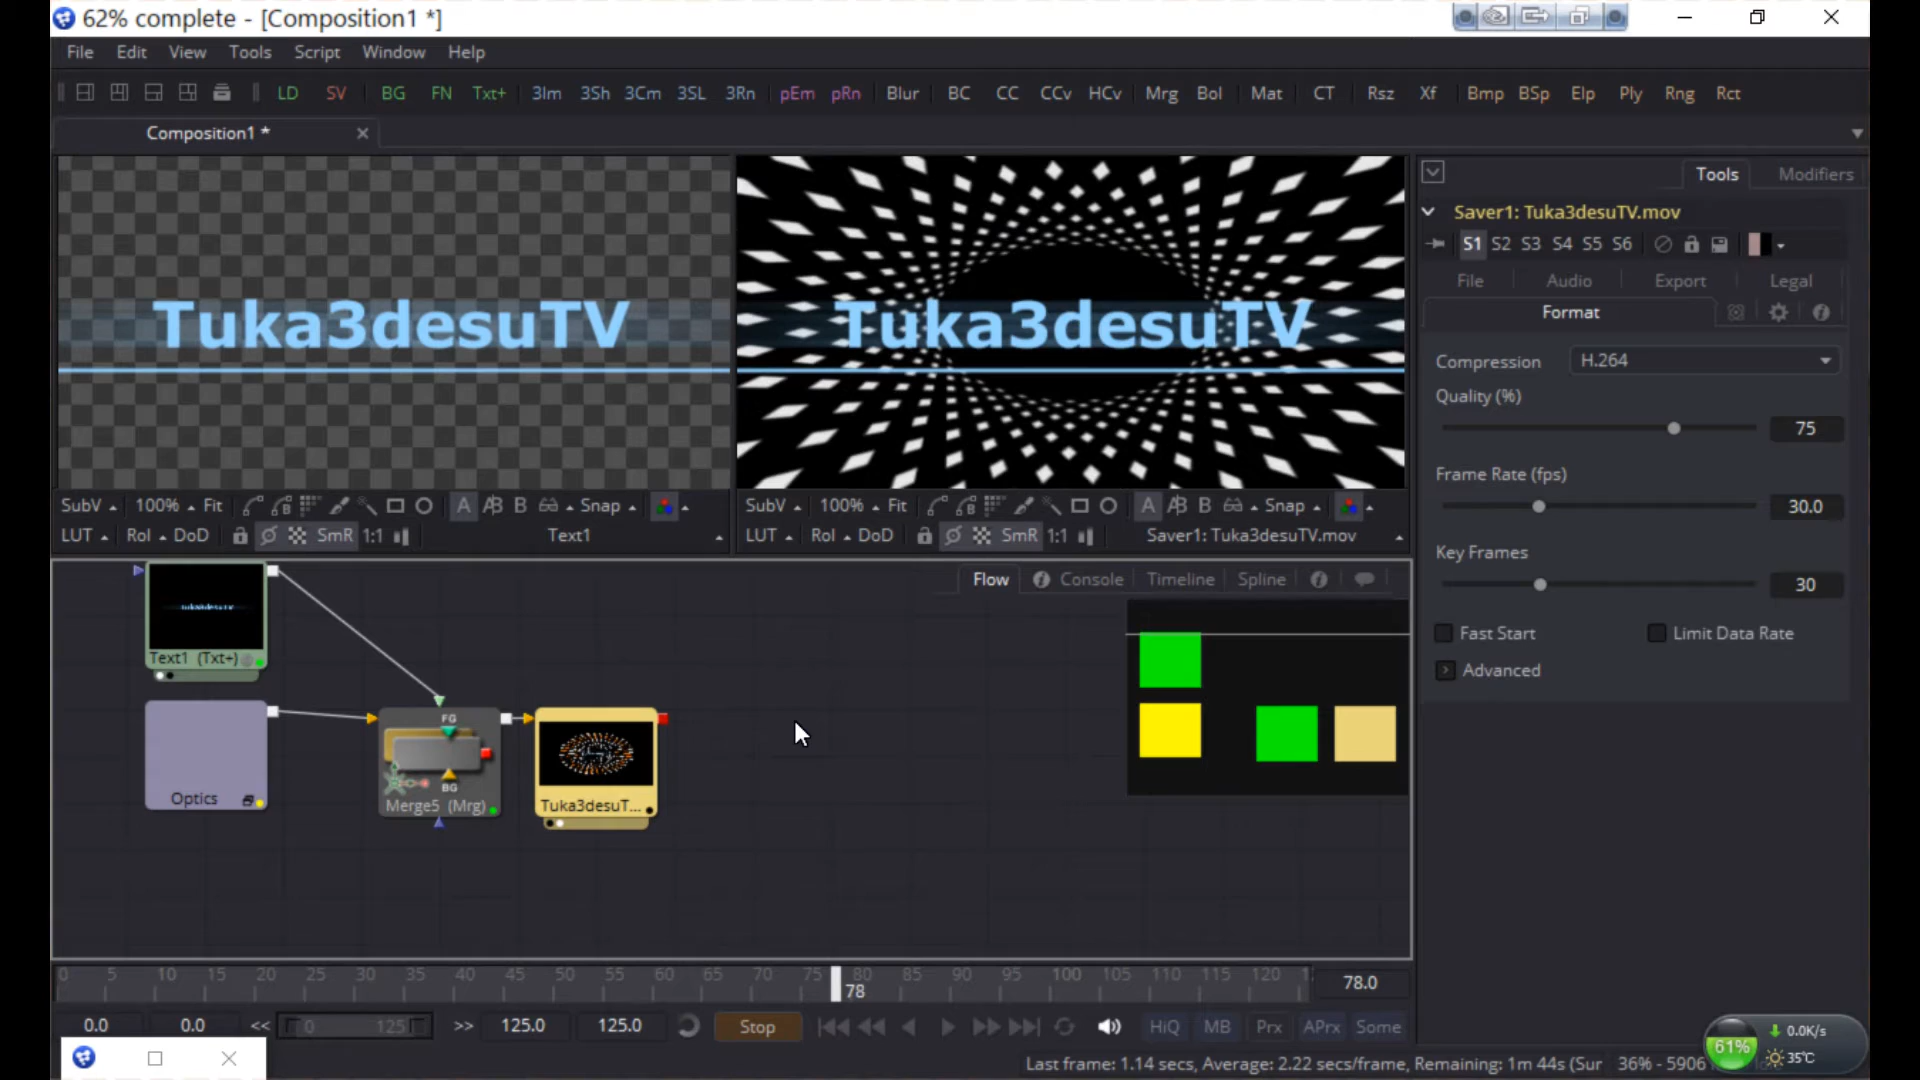 62% complete - [Composition1 *]
File Edit View Tools Script Window Help
LD SV BG FN Txt+ 3Im 3Sh 3Cm 3SL 3Rn pEm pRn Blur BC CC CCv HCv Mrg Bol Mat CT Rsz Xf Bmp BSp Elp Ply Rng Rct
Composition1 *
Tuka3desuTV
Tuka3desuTV
SubV 100% Fit A A|B B Snap
LUT RoI DoD SmR 1:1 Text1
SubV 100% Fit A A|B B Snap
LUT RoI DoD SmR 1:1 Saver1: Tuka3desuTV.mov
Tools Modifiers
Saver1: Tuka3desuTV.mov
S1 S2 S3 S4 S5 S6
File Audio Export Legal
Format
Compression H.264
Quality (%)
75
Frame Rate (fps)
30.0
Key Frames
30
Fast Start Limit Data Rate
Advanced
Flow Console Timeline Spline
Text1 (Txt+)
Optics
FG
BG
Merge5 (Mrg)
Tuka3desuT...
0 5 10 15 20 25 30 35 40 45 50 55 60 65 70 75 80 85 90 95 100 105 110 115 120 1
78
78.0
0.0 0.0 << 0 125 >> 125.0 125.0 Stop HiQ MB Prx APrx Some
Last frame: 1.14 secs, Average: 2.22 secs/frame, Remaining: 1m 44s (Sur 36% - 5906
61% 0.0K/s
35℃